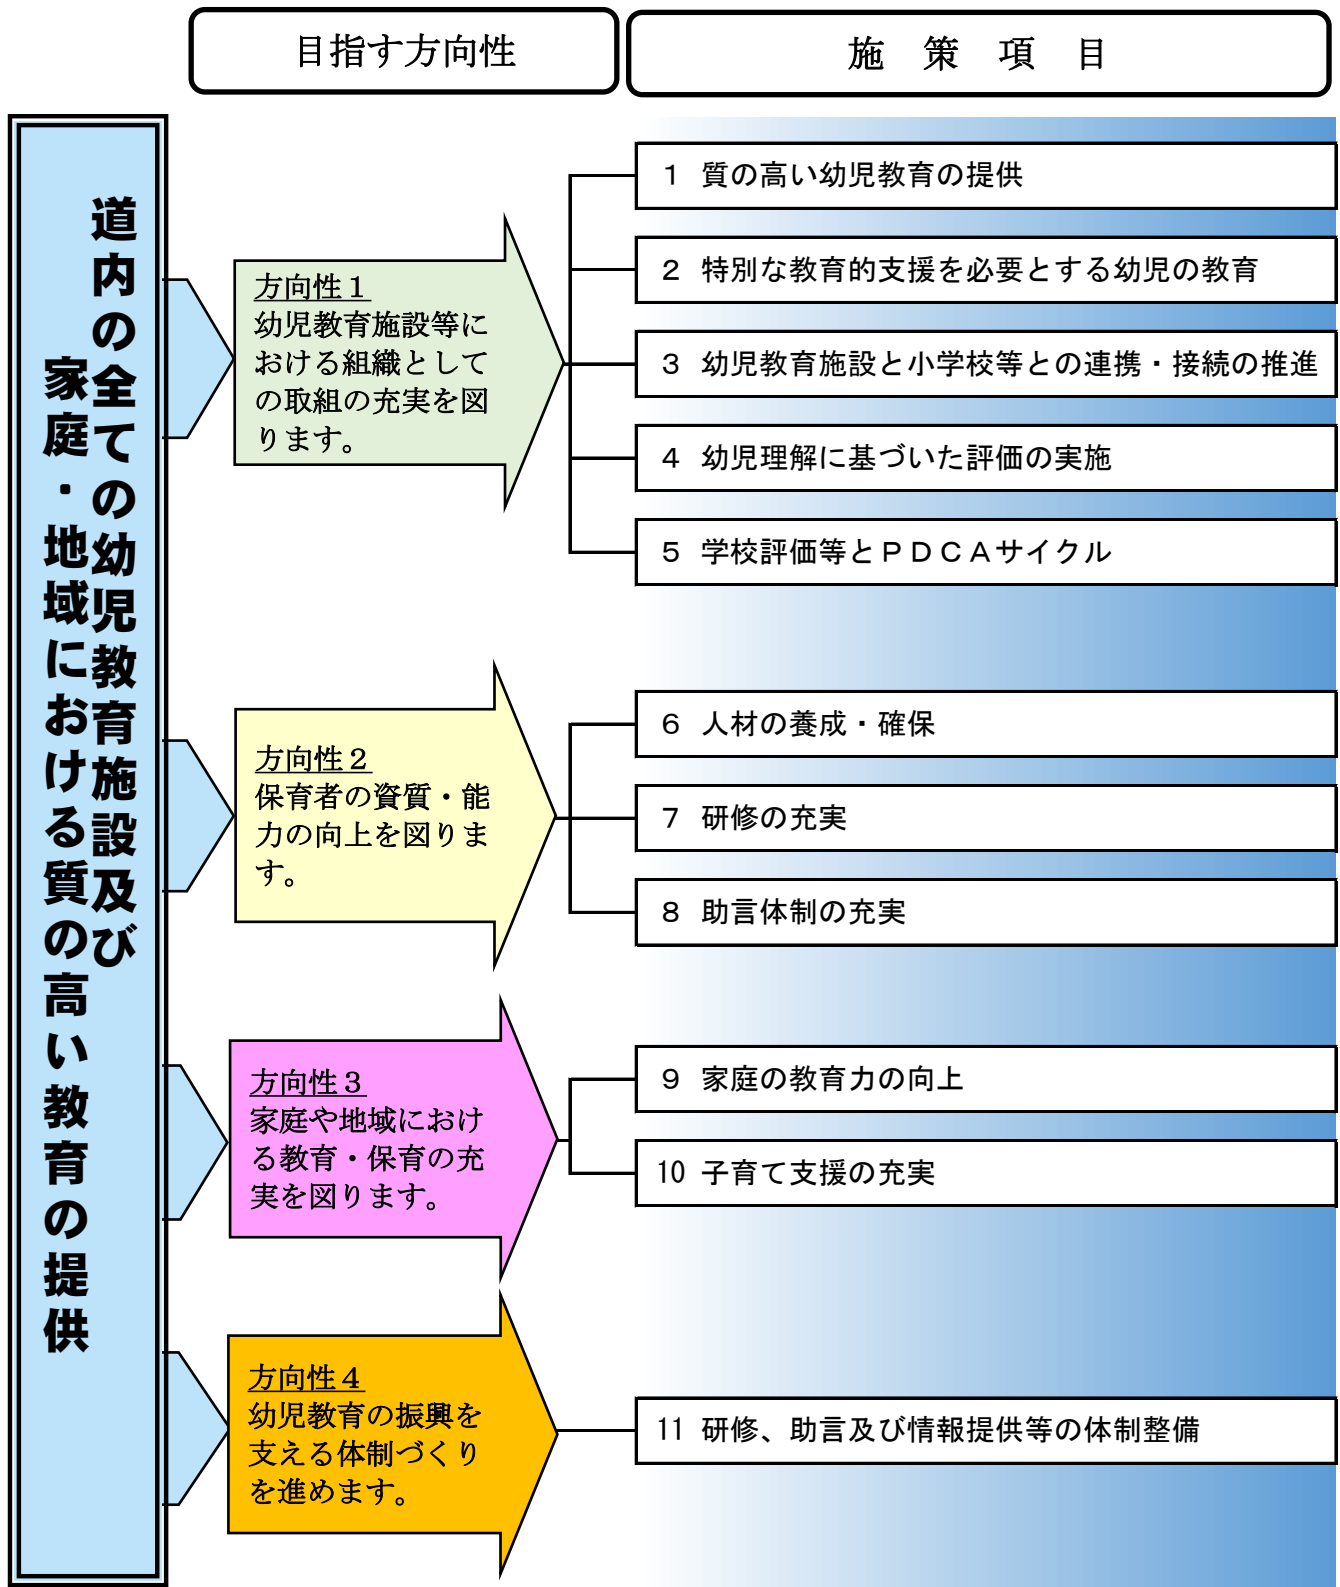 目指す方向性
施策項目
道内の全ての幼児教育施設及び
家庭・地域における質の高い教育の提供
方向性１
幼児教育施設等に
おける組織として
の取組の充実を図
ります。
１ 質の高い幼児教育の提供
２ 特別な教育的支援を必要とする幼児の教育
３ 幼児教育施設と小学校等との連携・接続の推進
４ 幼児理解に基づいた評価の実施
５ 学校評価等とＰＤＣＡサイクル
方向性２
保育者の資質・能
力の向上を図りま
す。
６ 人材の養成・確保
７ 研修の充実
８ 助言体制の充実
方向性３
家庭や地域におけ
る教育・保育の充
実を図ります。
９ 家庭の教育力の向上
10 子育て支援の充実
方向性４
幼児教育の振興を
支える体制づくり
を進めます。
11 研修、助言及び情報提供等の体制整備